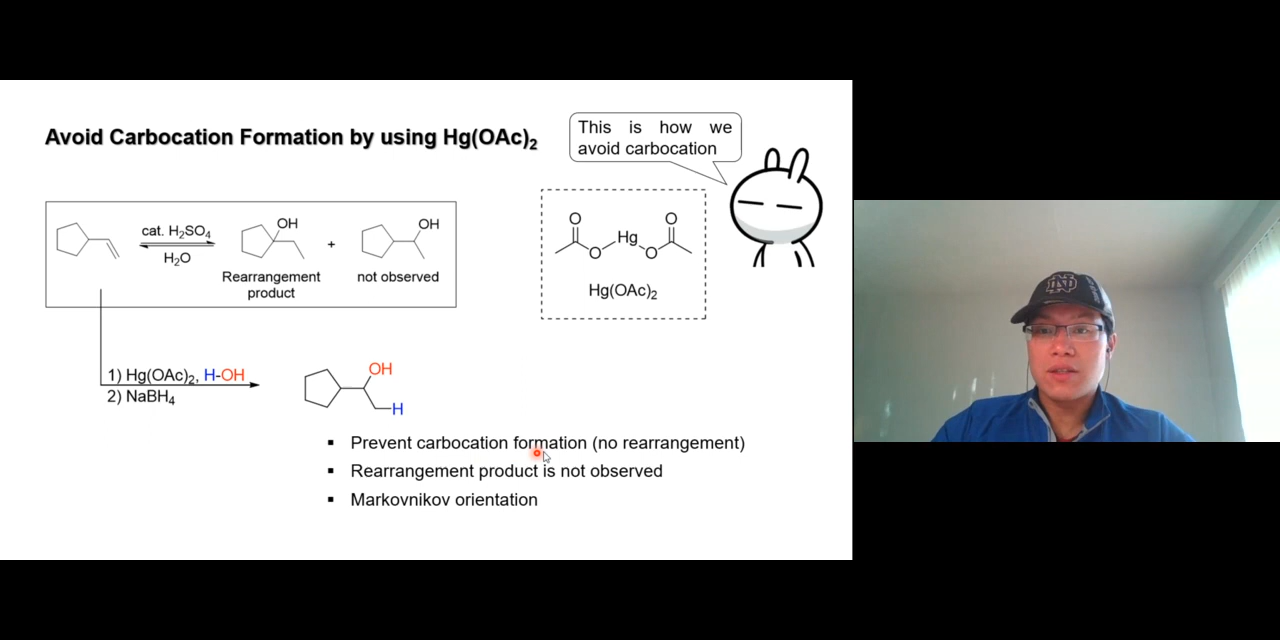 Avoid Carbocation Formation by using Hg(OAc)₂
This is how we
avoid carbocation
cat. H₂SO₄
H₂O
OH
Rearrangement
product
+
OH
not observed
O
O
Hg
O
O
Hg(OAc)₂
1) Hg(OAc)₂, H-OH
2) NaBH₄
OH
H
▪ Prevent carbocation formation (no rearrangement)
▪ Rearrangement product is not observed
▪ Markovnikov orientation
ND